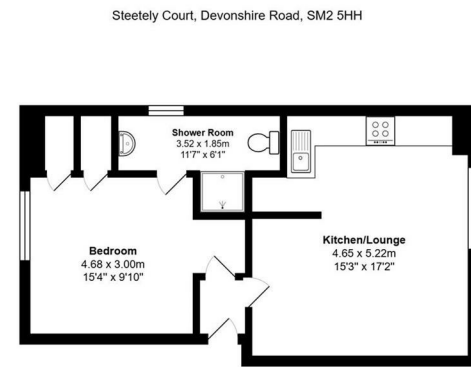 Steetely Court, Devonshire Road, SM2 5HH
Shower Room
3.52 x 1.85m
11'7" x 6'1"
Bedroom
4.68 x 3.00m
15'4" x 9'10"
Kitchen/Lounge
4.65 x 5.22m
15'3" x 17'2"